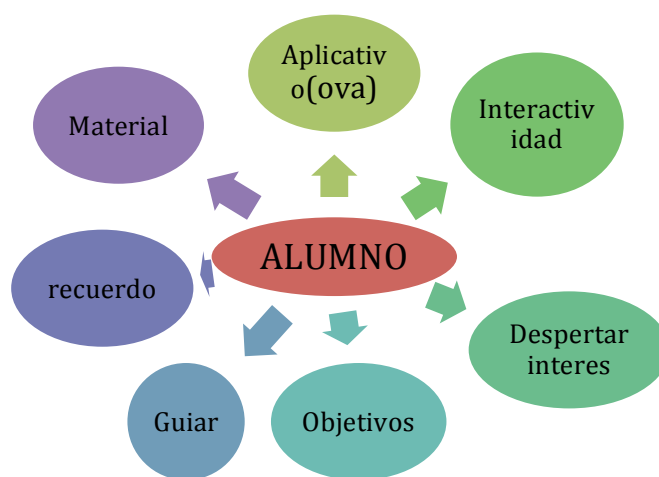 Aplicativ
o(ova)
Interactiv
idad
Material
ALUMNO
recuerdo
Despertar
interes
Guiar
Objetivos